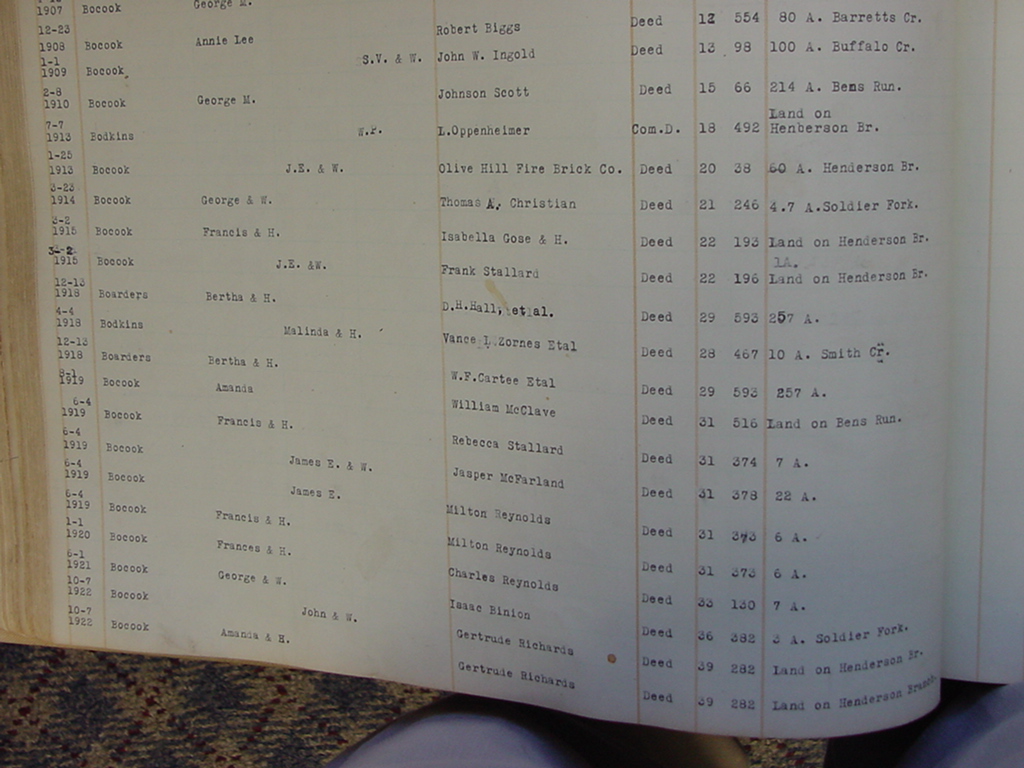 1907 Bocook George M.
12-23
1908 Bocook Annie Lee Robert Biggs Deed 12 554 80 A. Barretts Cr.
1-1
1909 Bocook S.V. & W. John W. Ingold Deed 13 98 100 A. Buffalo Cr.
2-8
1910 Bocook George M. Johnson Scott Deed 15 66 214 A. Bens Run.
7-7 Land on
1913 Bodkins W.P. L.Oppenheimer Com.D. 18 492 Henberson Br.
1-25
1913 Bocook J.E. & W. Olive Hill Fire Brick Co. Deed 20 38 60 A. Henderson Br.
3-23
1914 Bocook George & W. Thomas A. Christian Deed 21 246 4.7 A.Soldier Fork.
3-2
1915 Bocook Francis & H. Isabella Gose & H. Deed 22 193 Land on Henderson Br.
3-2 1A.
1915 Bocook J.E. &W. Frank Stallard Deed 22 196 Land on Henderson Br.
12-13
1918 Boarders Bertha & H. D.H.Hall, et al. Deed 29 593 257 A.
4-4
1918 Bodkins Malinda & H. Vance L.Zornes Etal Deed 28 467 10 A. Smith Cr.
12-13
1918 Boarders Bertha & H. W.F.Cartee Etal Deed 29 593 257 A.
8-1
1919 Bocook Amanda William McClave Deed 31 516 Land on Bens Run.
6-4
1919 Bocook Francis & H. Rebecca Stallard Deed 31 374 7 A.
6-4
1919 Bocook James E. & W. Jasper McFarland Deed 31 378 22 A.
6-4
1919 Bocook James E. Milton Reynolds Deed 31 373 6 A.
6-4
1919 Bocook Francis & H. Milton Reynolds Deed 31 373 6 A.
1-1
1920 Bocook Frances & H. Charles Reynolds Deed 33 130 7 A.
6-1
1921 Bocook George & W. Isaac Binion Deed 36 382 3 A. Soldier Fork.
10-7
1922 Bocook John & W. Gertrude Richards Deed 39 282 Land on Henderson Br.
10-7
1922 Bocook Amanda & H. Gertrude Richards Deed 39 282 Land on Henderson Branch.